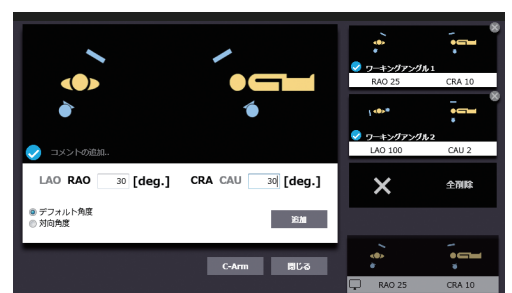 コメントの追加..
LAO RAO 30 [deg.] CRA CAU 30 [deg.]
デフォルト角度
対向角度
追加
C-Arm 閉じる
ワーキングアングル1
RAO 25 CRA 10
ワーキングアングル2
LAO 100 CAU 2
全削除
RAO 25 CRA 10